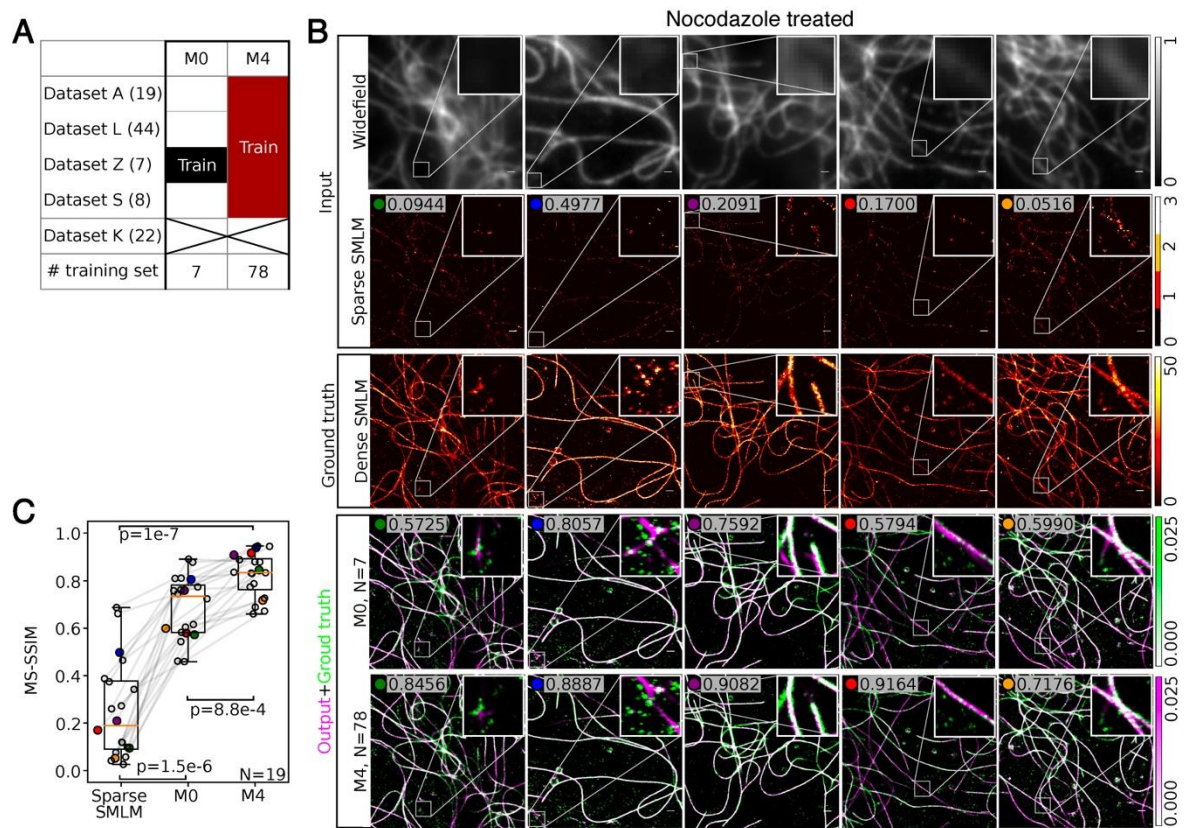 Nocodazole treated
A
M0 M4
Dataset A (19)
Dataset L (44)
Dataset Z (7)
Dataset S (8)
Dataset K (22)
# training set 7 78
Train
Train
B
Input
Widefield
1
0
Sparse SMLM
0.0944 0.4977 0.2091 0.1700 0.0516
3
2
1
0
Ground truth
Dense SMLM
50
0
Output+Groud truth
M0, N=7
0.5725 0.8057 0.7592 0.5794 0.5990
0.025
0.000
M4, N=78
0.8456 0.8887 0.9082 0.9164 0.7176
0.025
0.000
C
MS-SSIM
1.0
0.8
0.6
0.4
0.2
0.0
p=1e-7
p=8.8e-4
p=1.5e-6
N=19
Sparse
SMLM
M0
M4